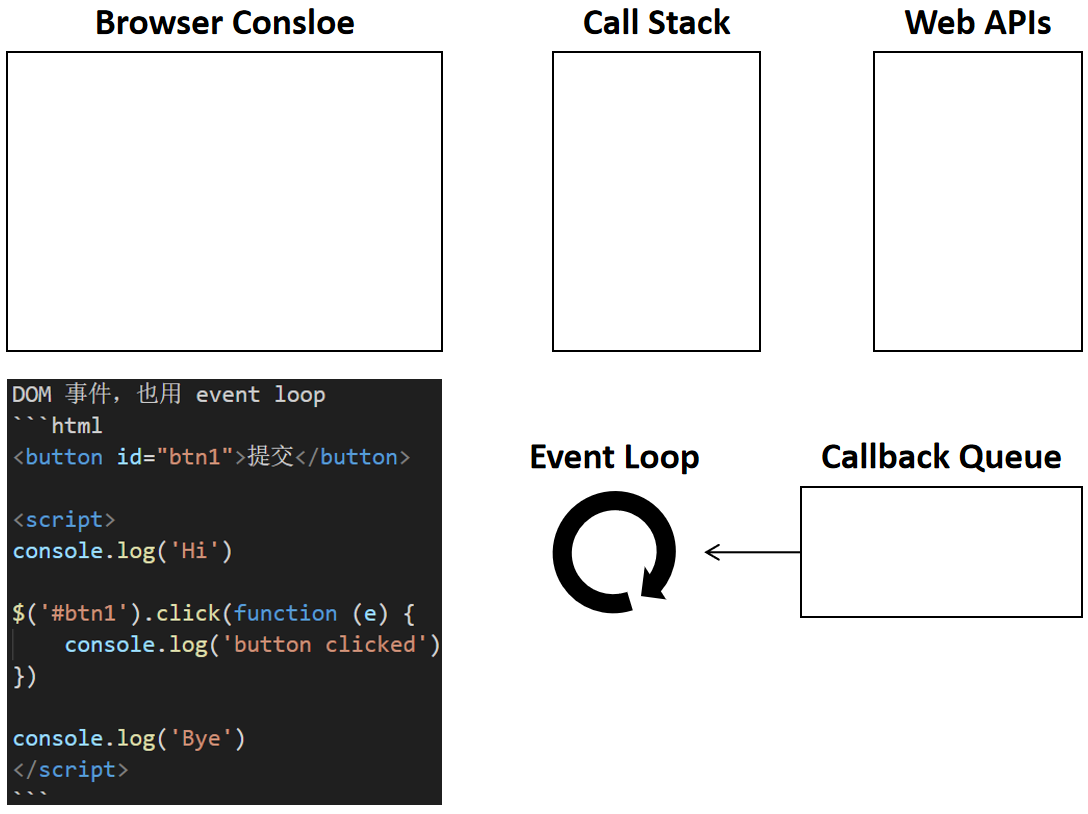 Browser Consloe
Call Stack
Web APIs
DOM 事件，也用 event loop
```html
<button id="btn1">提交</button>
<script>
console.log('Hi')
$('#btn1').click(function (e) {
    console.log('button clicked')
})
console.log('Bye')
</script>
```
Event Loop
Callback Queue